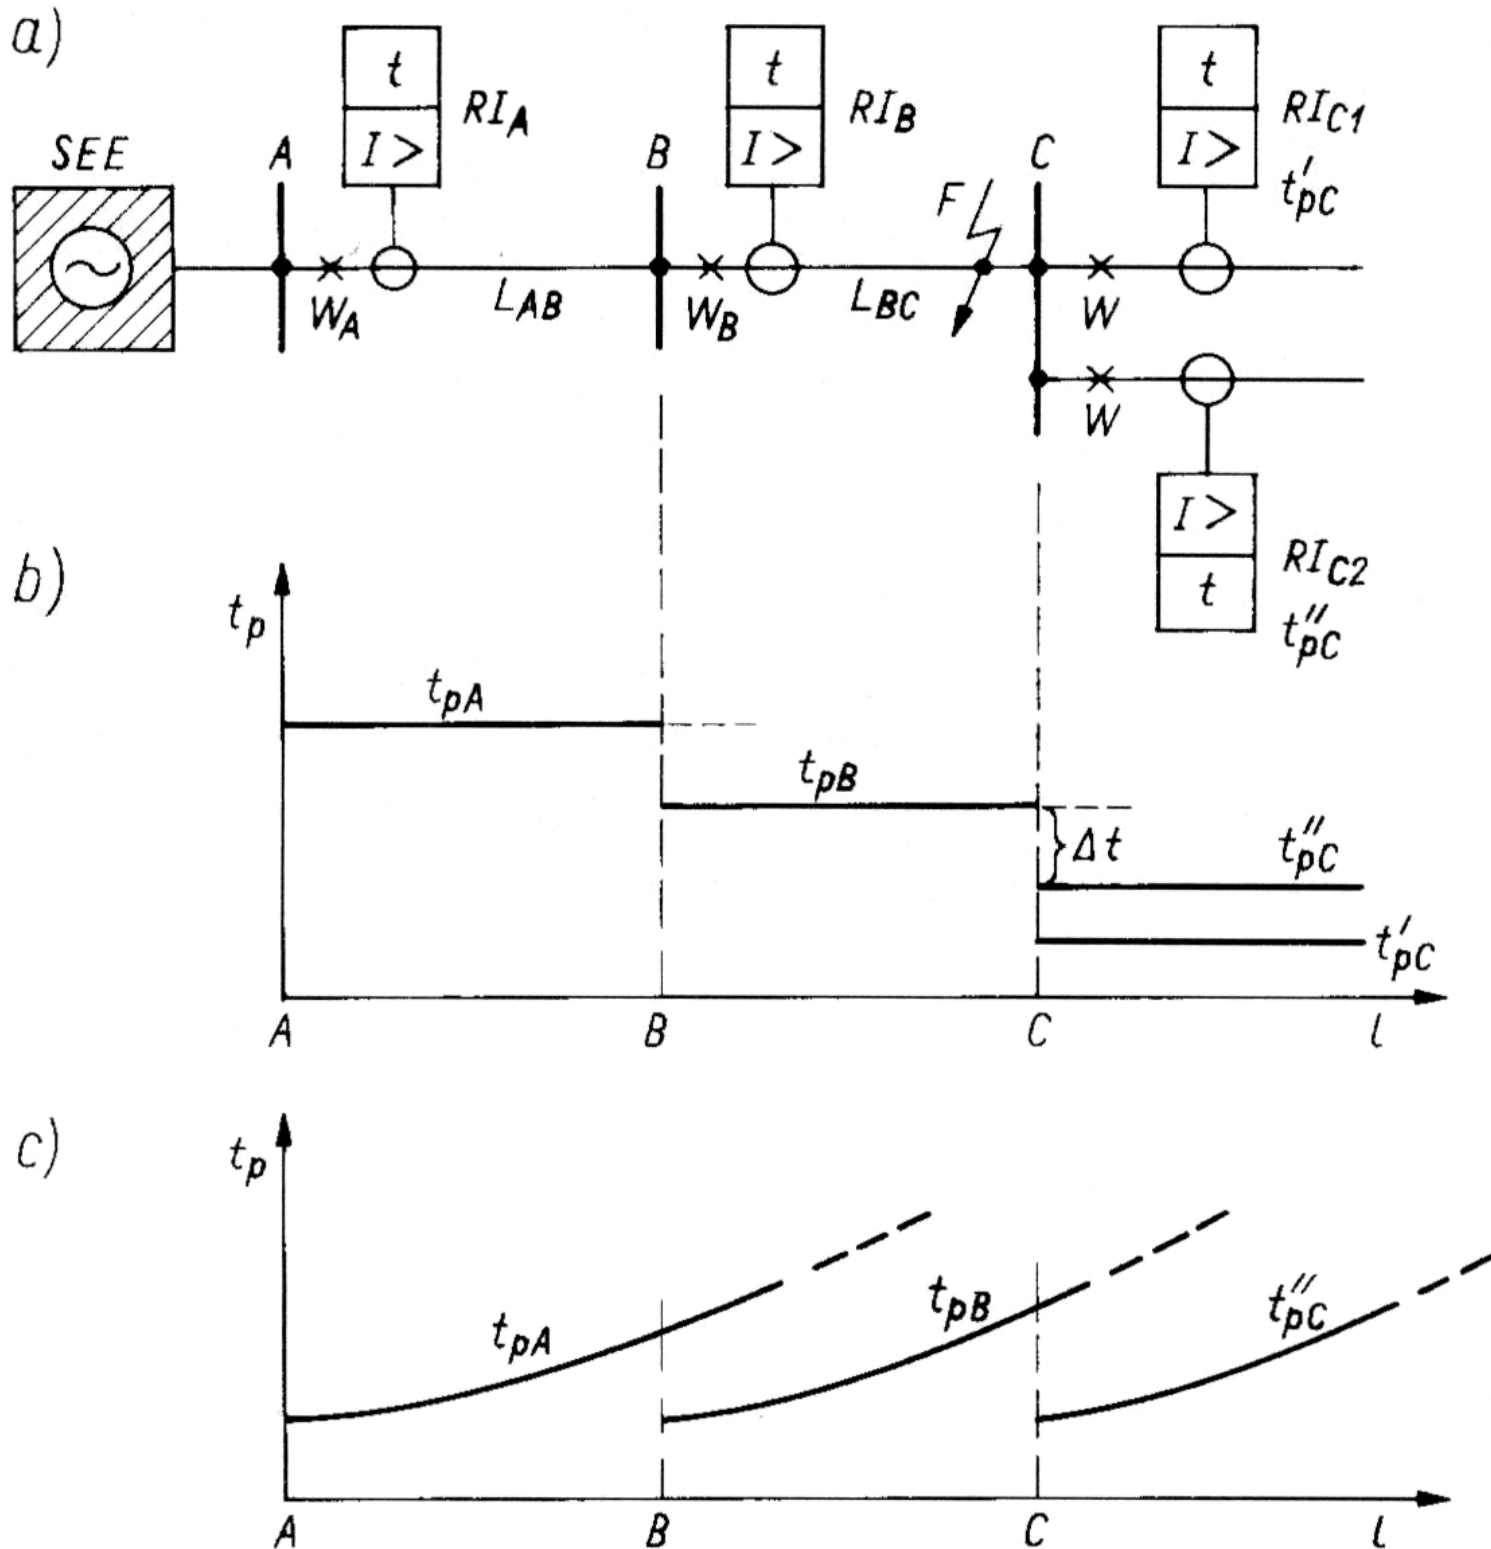 a)
t
I >
RI_A
t
I >
RI_B
t
I >
RI_C1
t'_pC
SEE
A
B
C
F
W_A
L_AB
W_B
L_BC
W
W
I >
t
RI_C2
t''_pC
b)
t_p
t_pA
t_pB
Δt
t''_pC
t'_pC
A
B
C
l
c)
t_p
t_pA
t_pB
t''_pC
A
B
C
l